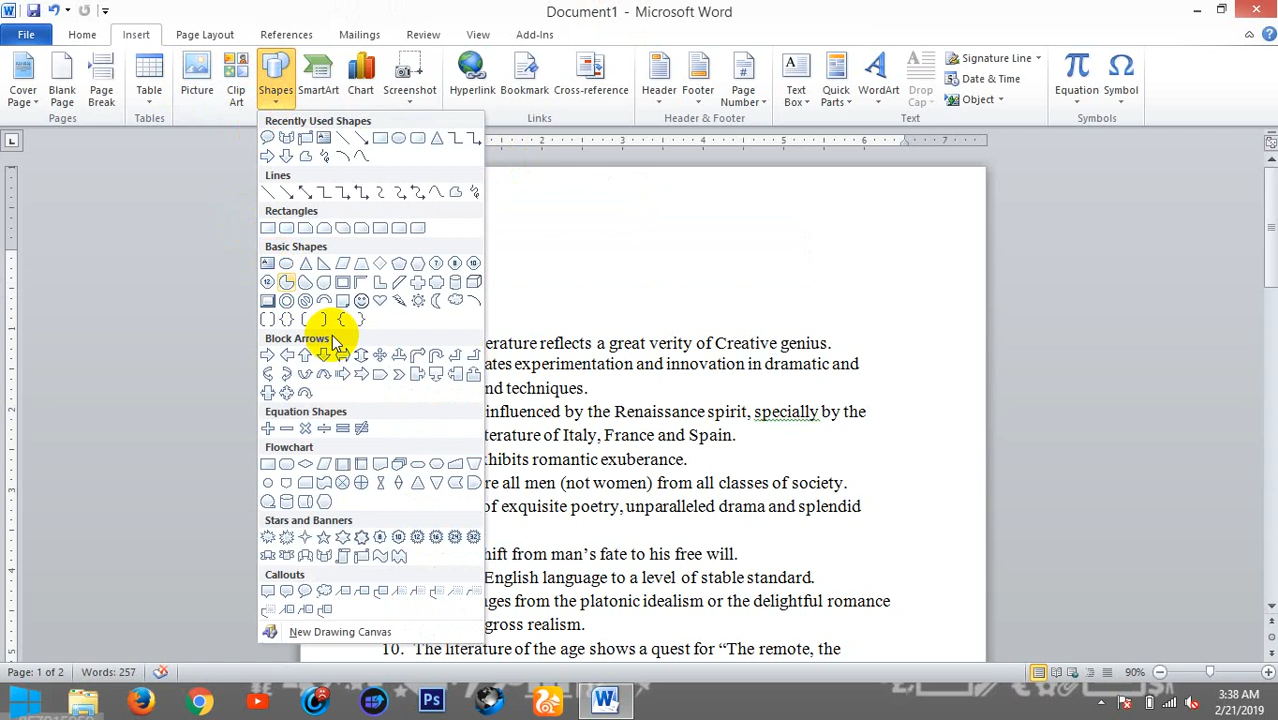 Document1 - Microsoft Word
File Home Insert Page Layout References Mailings Review View Add-Ins
Cover Page
Blank Page
Page Break
Table
Picture
Clip Art
Shapes
SmartArt
Chart
Screenshot
Hyperlink
Bookmark
Cross-reference
Header
Footer
Page Number
Text Box
Quick Parts
WordArt
Drop Cap
Signature Line
Date & Time
Object
Equation
Symbol
Pages
Tables
Links
Header & Footer
Text
Symbols
Recently Used Shapes
Lines
Rectangles
Basic Shapes
Block Arrows
Equation Shapes
Flowchart
Stars and Banners
Callouts
New Drawing Canvas
2 3 4 5 6 7
erature reflects a great verity of Creative genius.
ates experimentation and innovation in dramatic and
nd techniques.
influenced by the Renaissance spirit, specially by the
terature of Italy, France and Spain.
xhibits romantic exuberance.
re all men (not women) from all classes of society.
of exquisite poetry, unparalleled drama and splendid
hift from man's fate to his free will.
English language to a level of stable standard.
nges from the platonic idealism or the delightful romance
gross realism.
10. The literature of the age shows a quest for “The remote, the
Page: 1 of 2 Words: 257 90%
Ps
3:38 AM
2/21/2019